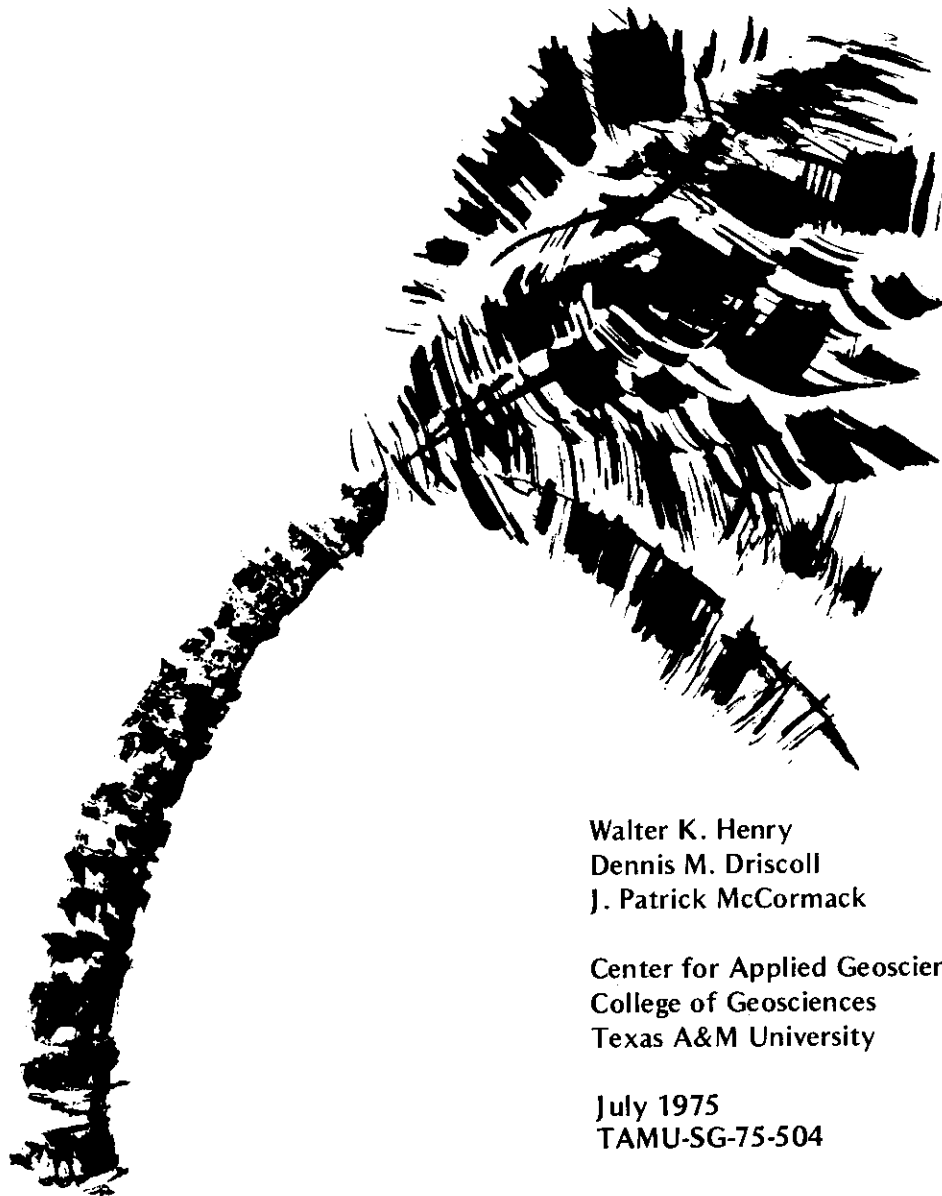 Walter K. Henry
Dennis M. Driscoll
J. Patrick McCormack
Center for Applied Geoscien
College of Geosciences
Texas A&M University
July 1975
TAMU-SG-75-504